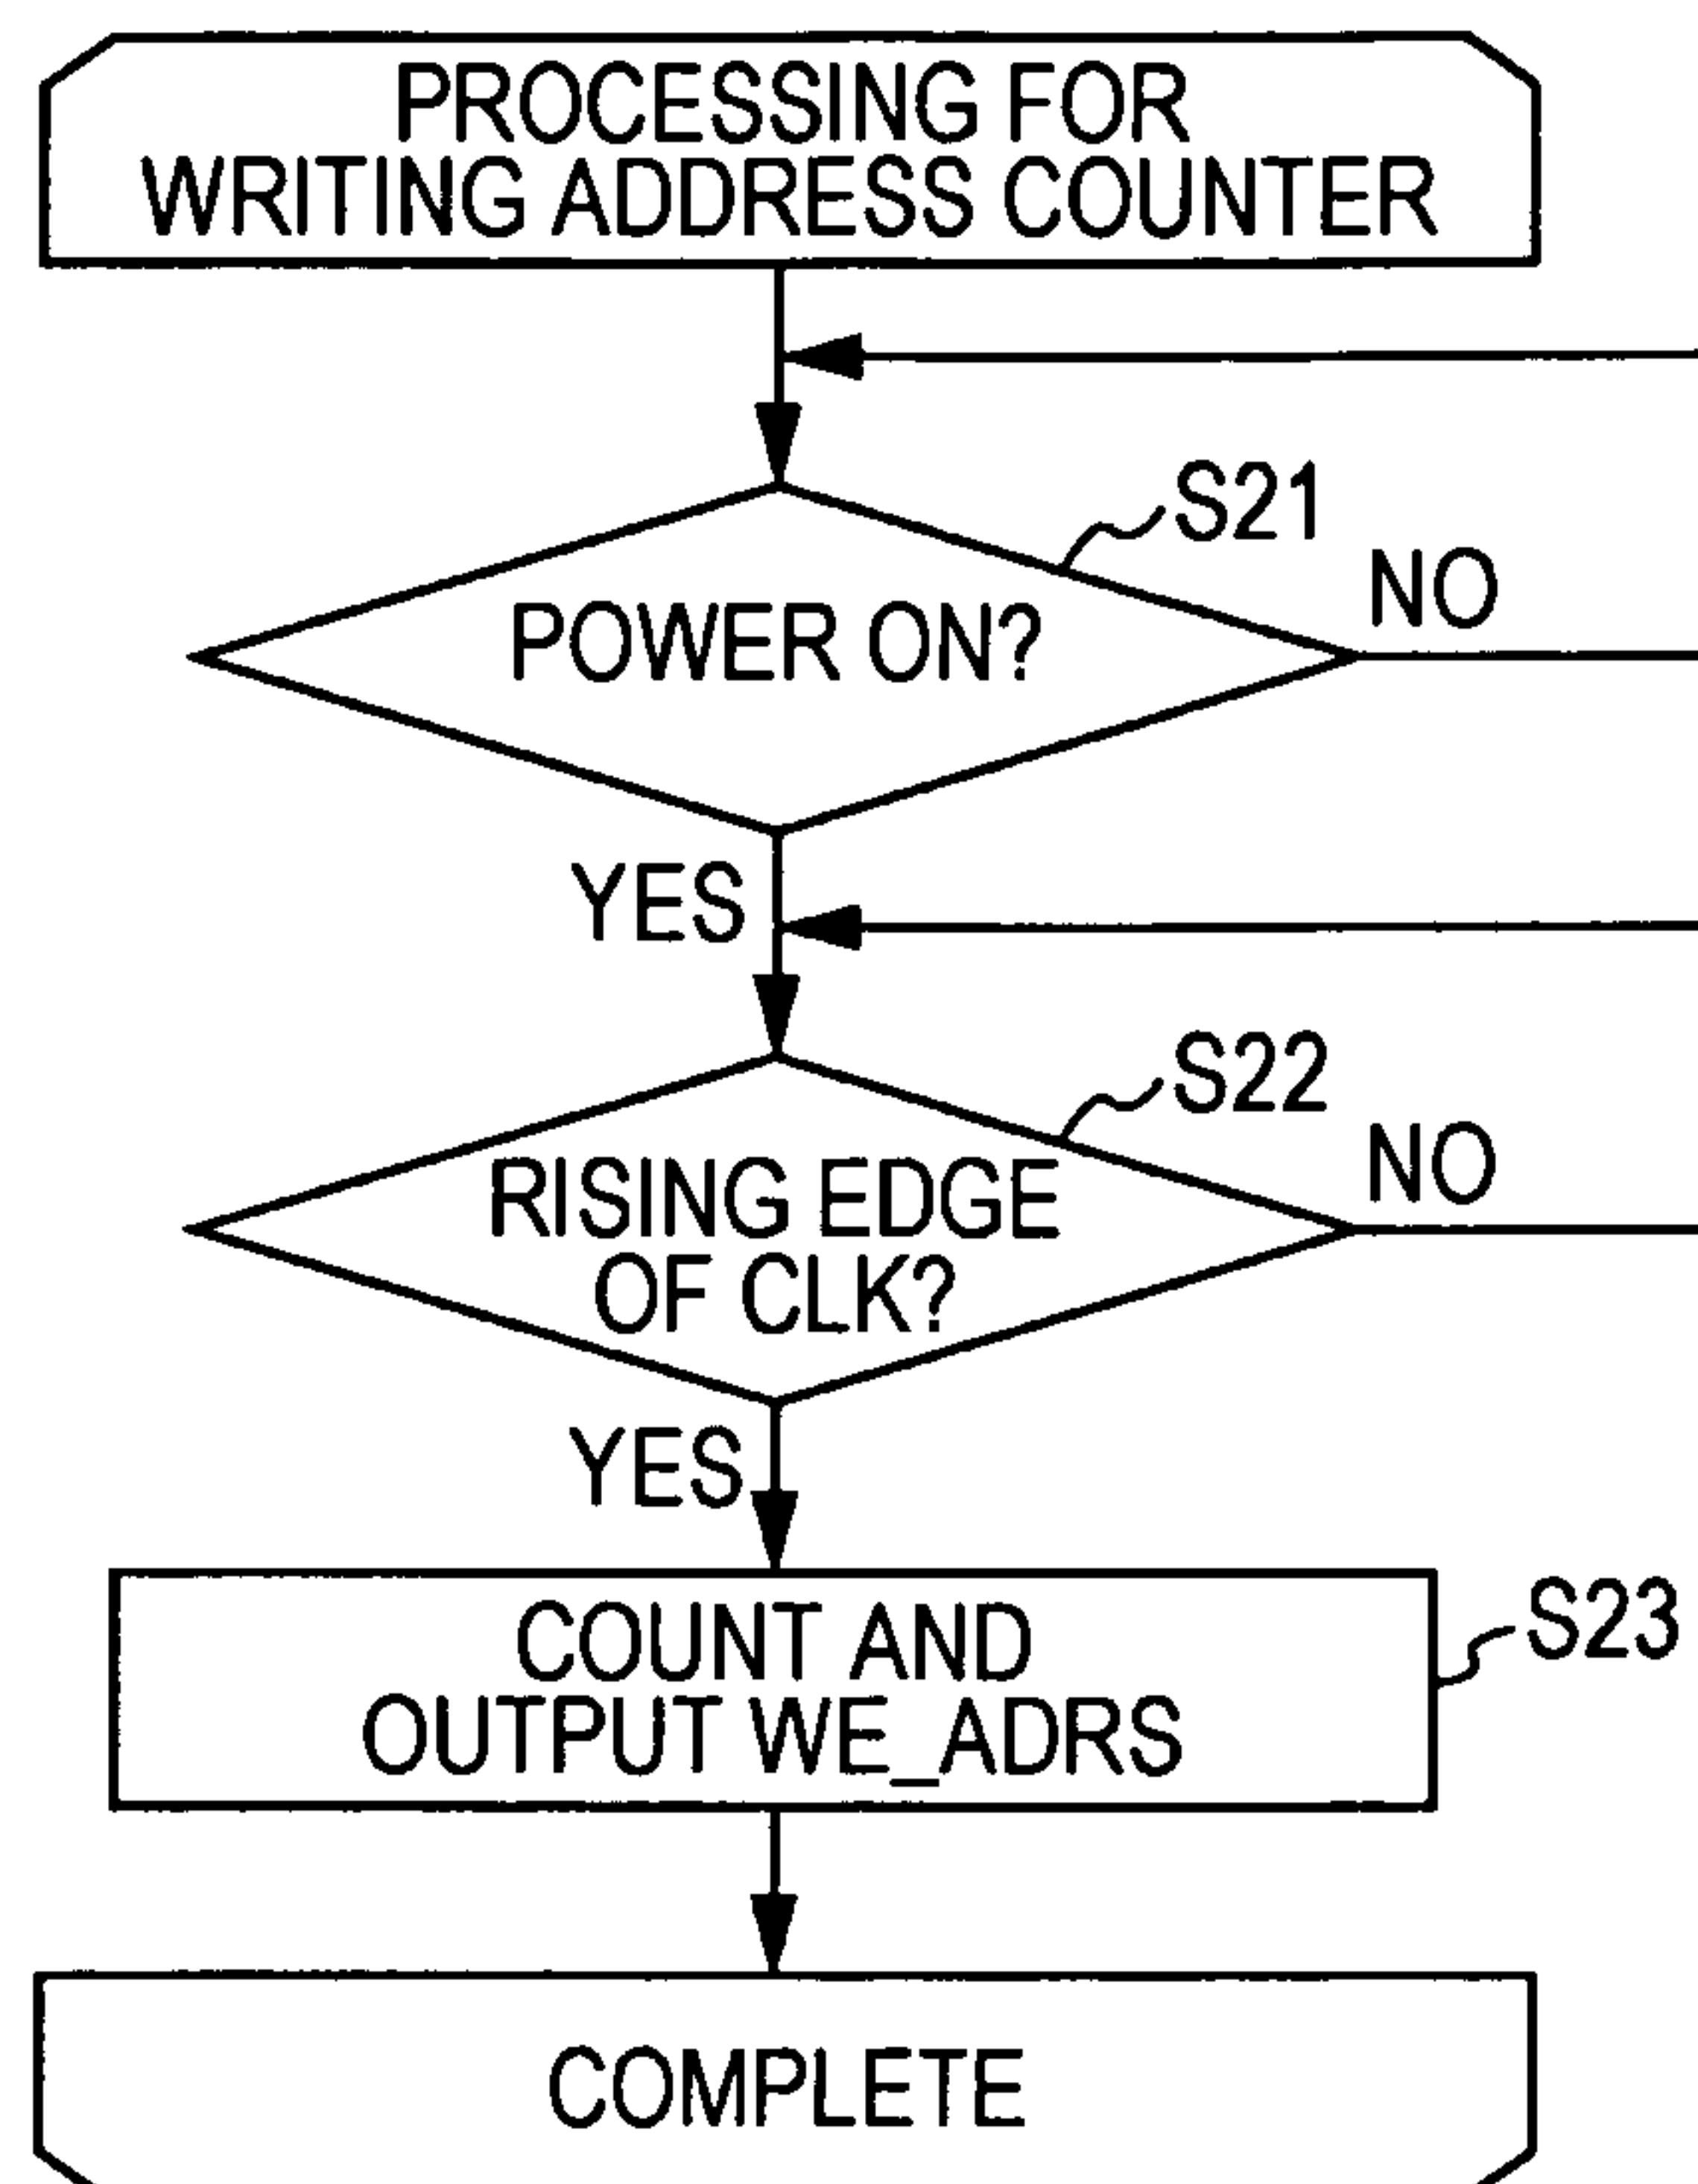 PROCESSING FOR
WRITING ADDRESS COUNTER
S21
NO
POWER ON?
YES
S22
NO
RISING EDGE
OF CLK?
YES
COUNT AND
OUTPUT WE_ADRS
S23
COMPLETE